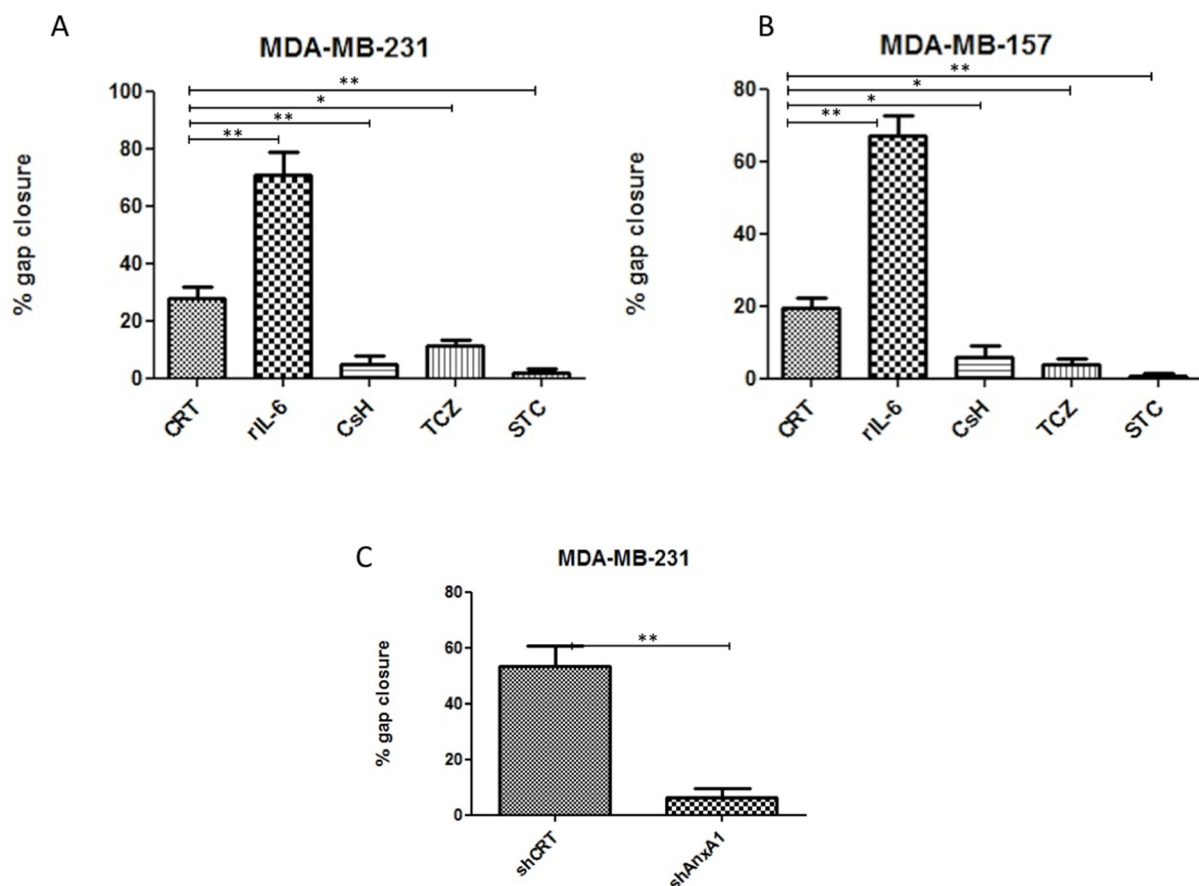 A
MDA-MB-231
% gap closure
100
80
60
40
20
0
**
*
**
**
CRT
rIL-6
CsH
TCZ
STC
B
MDA-MB-157
% gap closure
80
60
40
20
0
**
*
*
**
CRT
rIL-6
CsH
TCZ
STC
C
MDA-MB-231
% gap closure
80
60
40
20
0
**
shCRT
shAnxA1